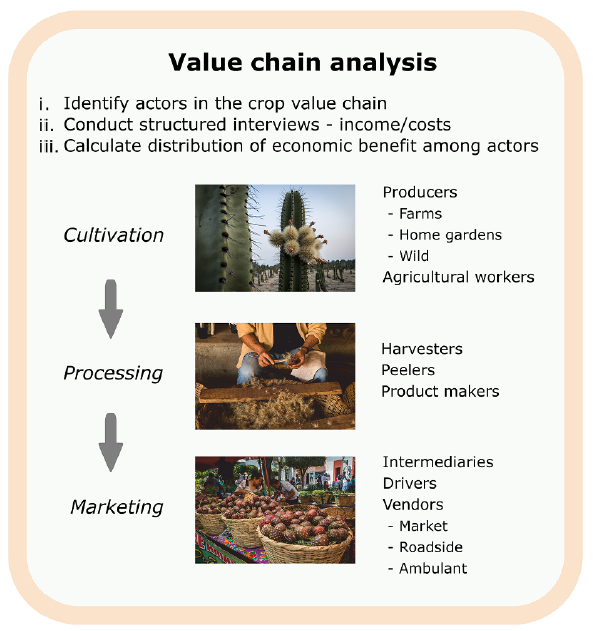 Value chain analysis
i. Identify actors in the crop value chain
ii. Conduct structured interviews - income/costs
iii. Calculate distribution of economic benefit among actors
Cultivation
Producers
- Farms
- Home gardens
- Wild
Agricultural workers
Processing
Harvesters
Peelers
Product makers
Marketing
Intermediaries
Drivers
Vendors
- Market
- Roadside
- Ambulant